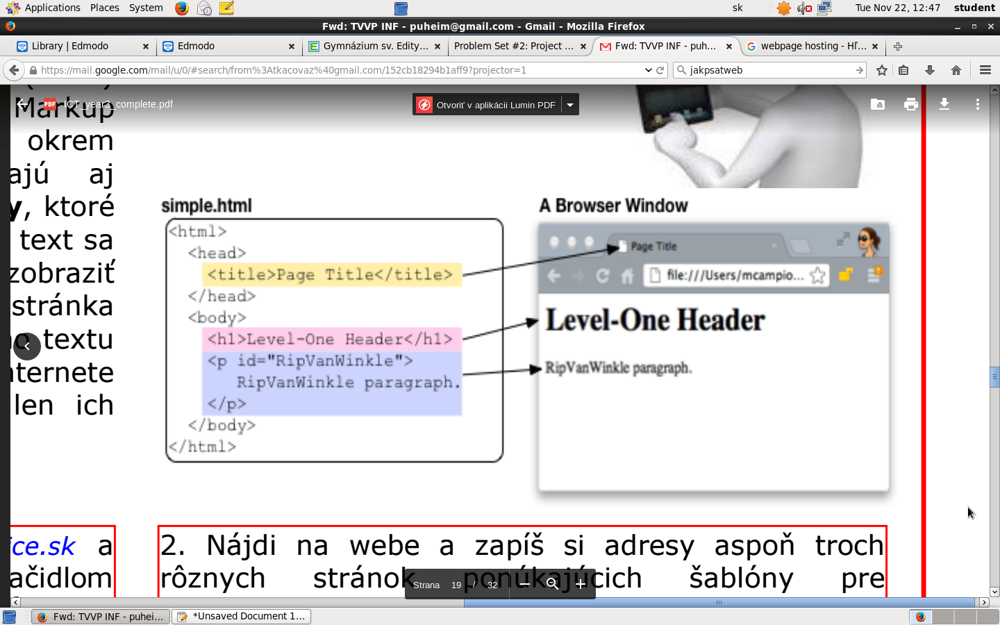 Applications Places System
sk
Tue Nov 22, 12:47 student
Fwd: TVVP INF - puheim@gmail.com - Gmail - Mozilla Firefox
Library | Edmodo
Edmodo
Gymnázium sv. Edity...
Problem Set #2: Project ...
Fwd: TVVP INF - puh...
webpage hosting - Hľ...
https://mail.google.com/mail/u/0/#search/from%3Atkacovaz%40gmail.com/152cb18294b1aff9?projector=1
jakpsatweb
PDF ICT_year3_complete.pdf
Otvoriť v aplikácii Lumin PDF
Markup
okrem
ajú aj
y, ktoré
text sa
zobraziť
stránka
textu
nternete
len ich
simple.html
<html>
<head>
<title>Page Title</title>
</head>
<body>
<h1>Level-One Header</h1>
<p id="RipVanWinkle">
RipVanWinkle paragraph.
</p>
</body>
</html>
A Browser Window
Page Title
file:///Users/mcampio...
Level-One Header
RipVanWinkle paragraph.
ice.sk a
ačidlom
2. Nájdi na webe a zapíš si adresy aspoň troch
rôznych stránok ponúkajúcich šablóny pre
Strana 19 / 32
Fwd: TVVP INF - puhei...
*Unsaved Document 1...